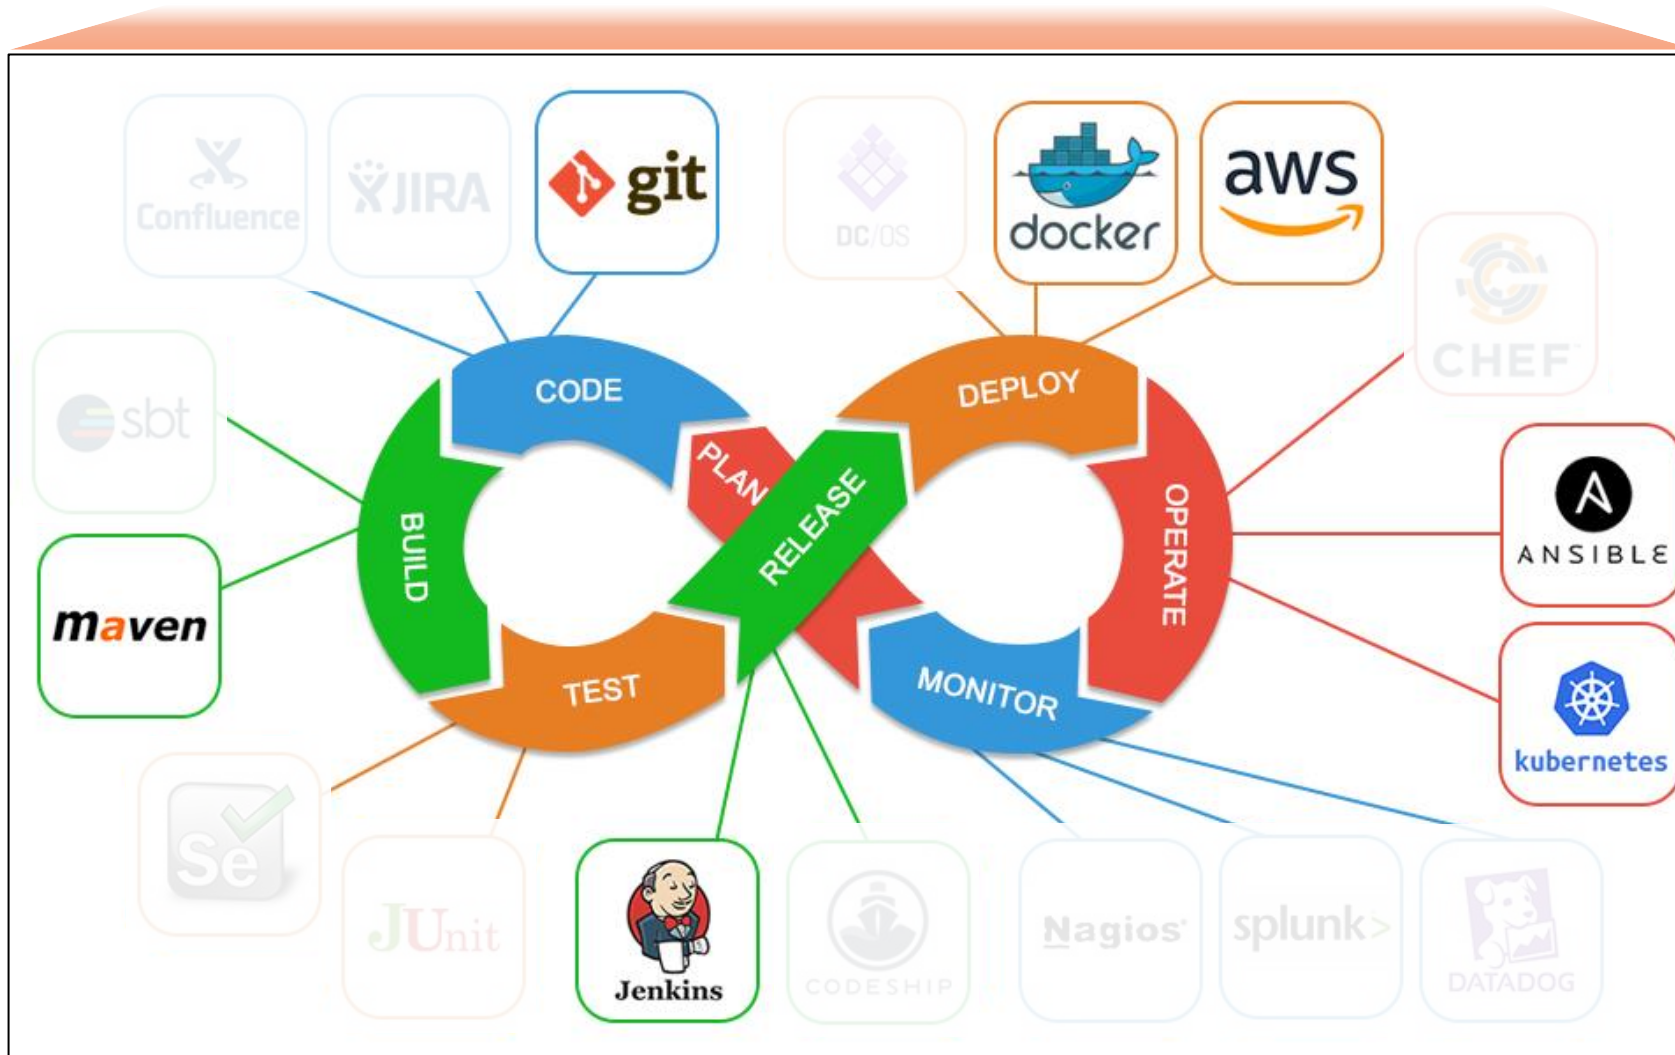 Confluence
JIRA
git
DC/OS
docker
aws
CHEF
sbt
CODE
DEPLOY
PLAN
RELEASE
BUILD
OPERATE
ANSIBLE
maven
TEST
MONITOR
kubernetes
Se
JUnit
Jenkins
CODESHIP
Nagios®
splunk>
DATADOG